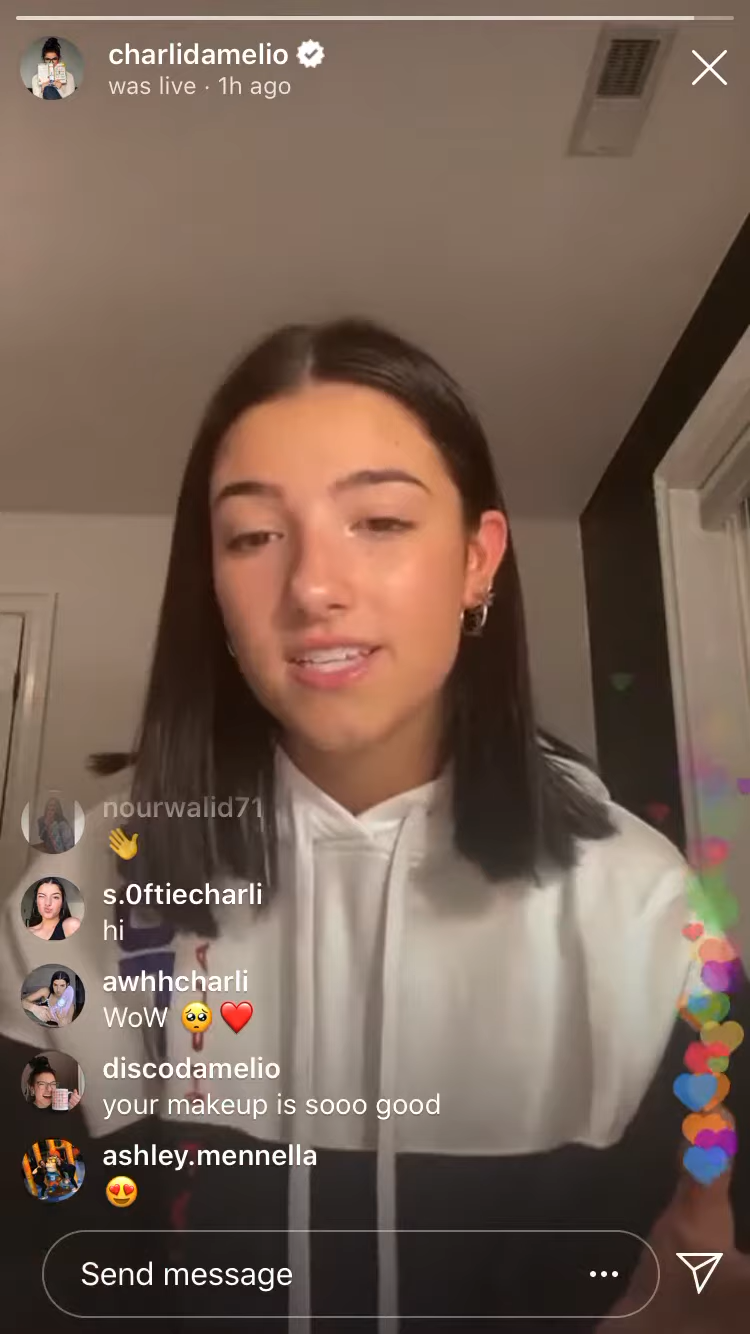 charlidamelio
was live · 1h ago
nourwalid71
👋
s.0ftiecharli
hi
awhhcharli
WoW 🥺❤️
discodamelio
your makeup is sooo good
ashley.mennella
😍
Send message